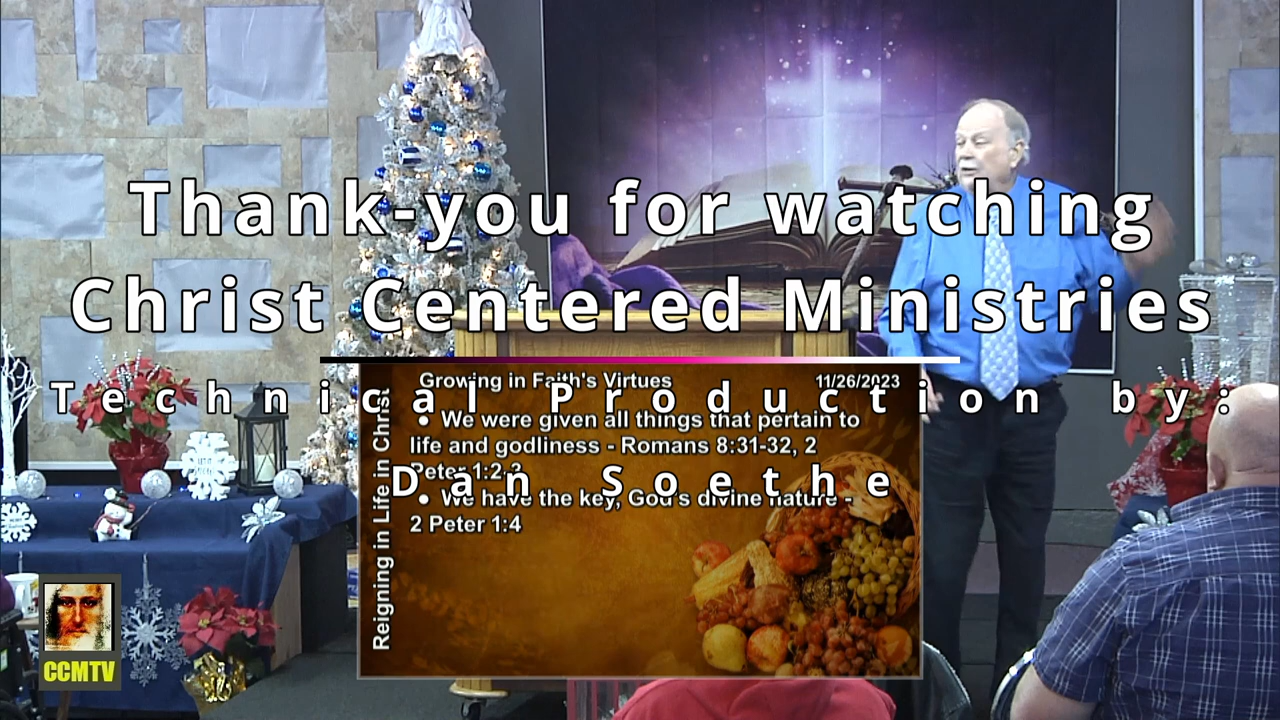 Thank-you for watching
Christ Centered Ministries
Technical Production by:
Dan Soethe
Growing in Faith's Virtues
11/26/2023
• We were given all things that pertain to
life and godliness - Romans 8:31-32, 2
Peter 1:2,3
• We have the key, God's divine nature -
2 Peter 1:4
Reigning in Life in Christ
CCMTV